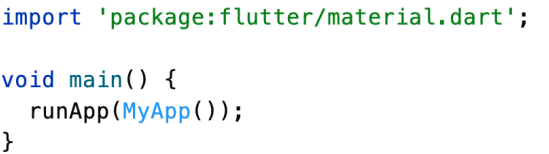 import 'package:flutter/material.dart';

void main() {
  runApp(MyApp());
}